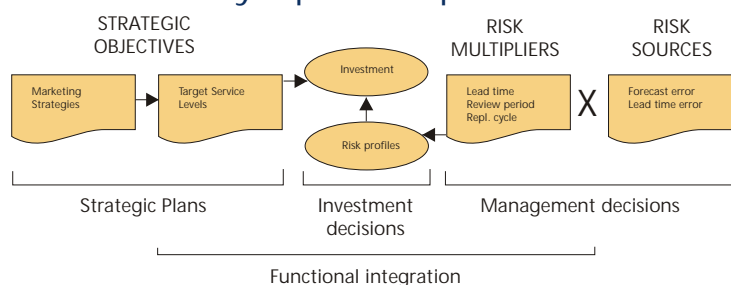 STRATEGIC
OBJECTIVES
RISK
MULTIPLIERS
RISK
SOURCES
Marketing
Strategies
Target Service
Levels
Investment
Risk profiles
Lead time
Review period
Repl. cycle
X
Forecast error
Lead time error
Strategic Plans
Investment
decisions
Management decisions
Functional integration